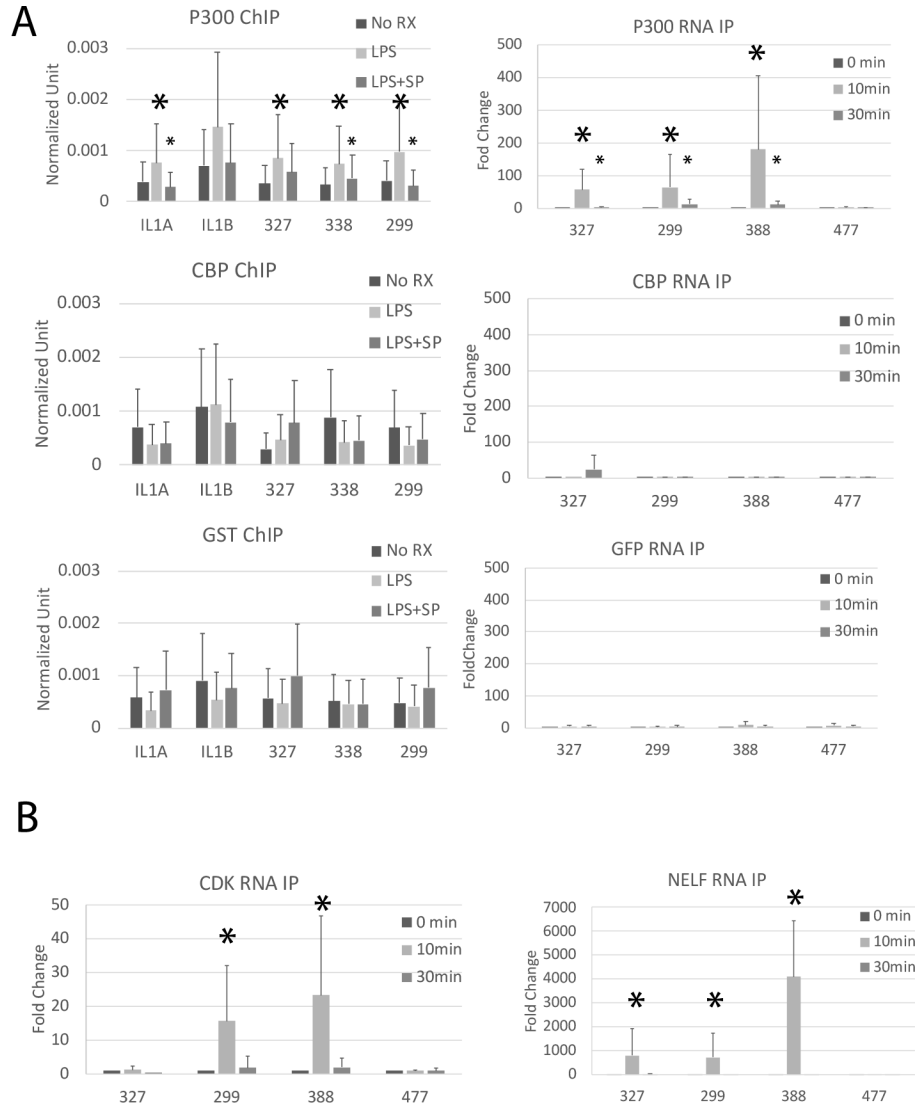 A
P300 ChIP
No RX
LPS
LPS+SP
Normalized Unit
0.003
0.002
0.001
0
* * * *
* * *
IL1A IL1B 327 338 299
P300 RNA IP
0 min
10min
30min
Fod Change
500
400
300
200
100
0
* * *
* * *
327 299 388 477
CBP ChIP
No RX
LPS
LPS+SP
Normalized Unit
0.003
0.002
0.001
0
IL1A IL1B 327 338 299
CBP RNA IP
0 min
10min
30min
Fold Change
500
400
300
200
100
0
327 299 388 477
GST ChIP
No RX
LPS
LPS+SP
Normalized Unit
0.003
0.002
0.001
0
IL1A IL1B 327 338 299
GFP RNA IP
0 min
10min
30min
FoldChange
500
400
300
200
100
0
327 299 388 477
B
CDK RNA IP
0 min
10min
30min
Fold Change
50
40
30
20
10
0
* *
327 299 388 477
NELF RNA IP
0 min
10min
30min
Fold Change
7000
6000
5000
4000
3000
2000
1000
0
* * *
327 299 388 477